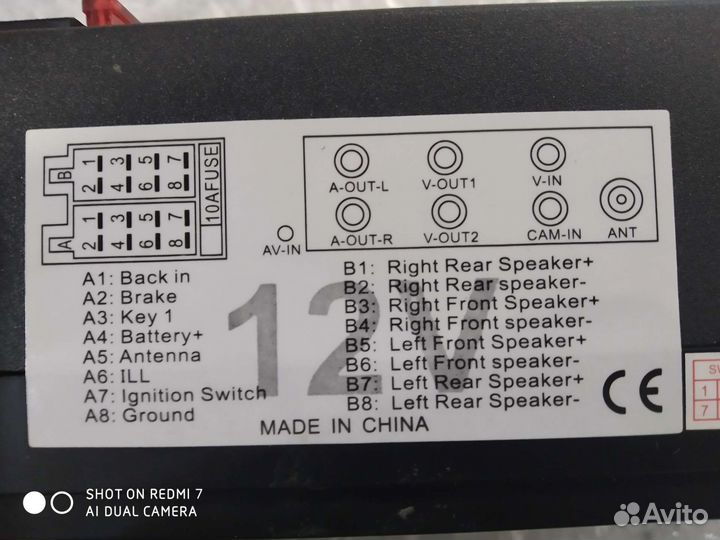 B 1 3 5 7
2 4 6 8
A 1 3 5 7
2 4 6 8
10AFUSE
AV-IN
A-OUT-L V-OUT1 V-IN
A-OUT-R V-OUT2 CAM-IN ANT
12V
A1: Back in
A2: Brake
A3: Key 1
A4: Battery+
A5: Antenna
A6: ILL
A7: Ignition Switch
A8: Ground
B1: Right Rear Speaker+
B2: Right Rear speaker-
B3: Right Front Speaker+
B4: Right Front speaker-
B5: Left Front Speaker+
B6: Left Front speaker-
B7: Left Rear Speaker+
B8: Left Rear Speaker-
CE
MADE IN CHINA
1
7
SHOT ON REDMI 7
AI DUAL CAMERA
Avito